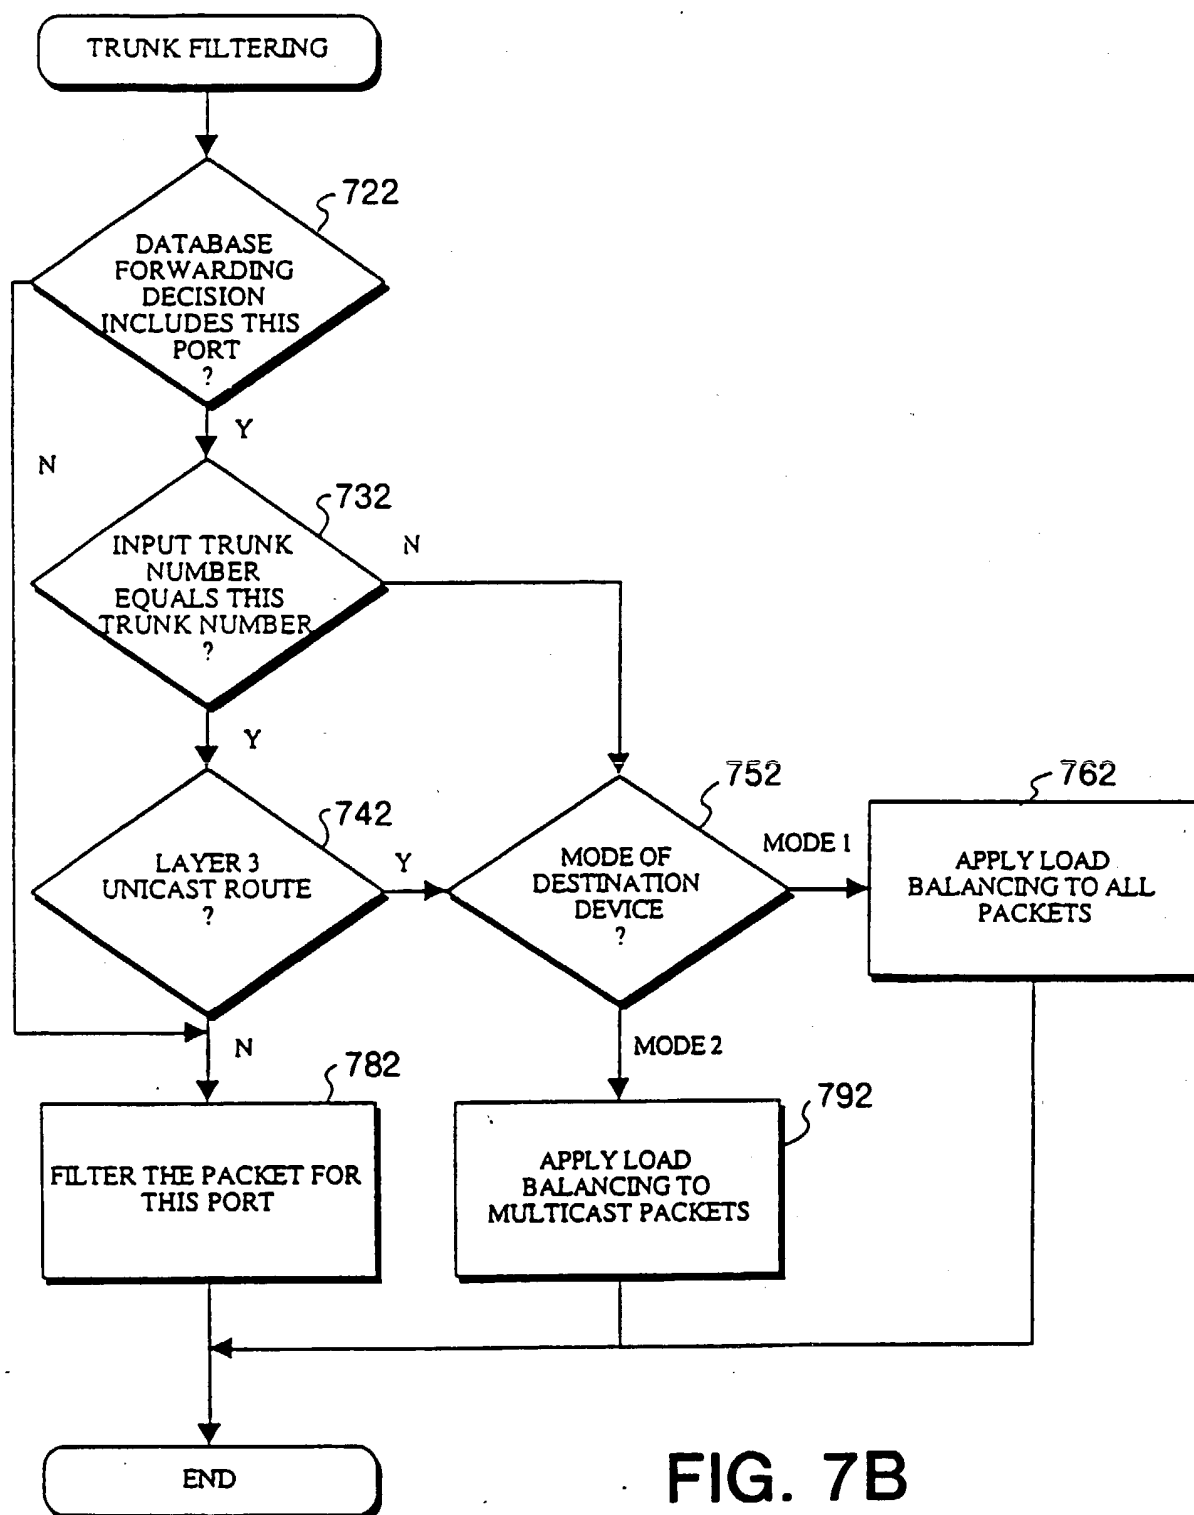 TRUNK FILTERING
722
DATABASE
FORWARDING
DECISION
INCLUDES THIS
PORT
?
Y
N
732
INPUT TRUNK
NUMBER
EQUALS THIS
TRUNK NUMBER
?
N
Y
742
LAYER 3
UNICAST ROUTE
?
Y
752
MODE OF
DESTINATION
DEVICE
?
MODE 1
762
APPLY LOAD
BALANCING TO ALL
PACKETS
N
MODE 2
782
FILTER THE PACKET FOR
THIS PORT
792
APPLY LOAD
BALANCING TO
MULTICAST PACKETS
END
FIG. 7B